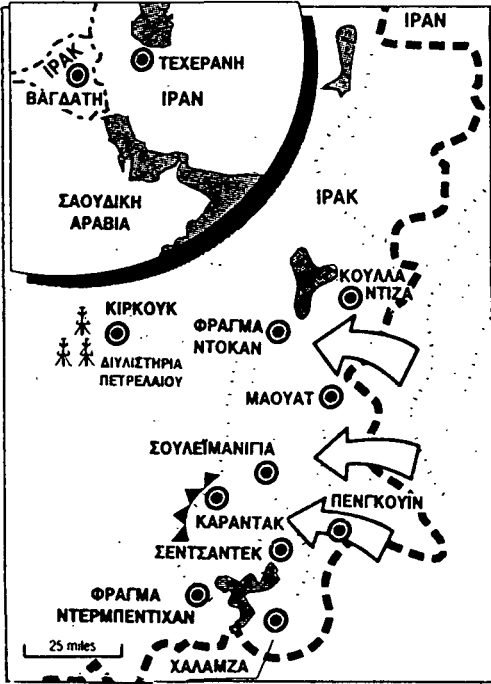 ΙΡΑΝ
ΙΡΑΚ
ΤΕΧΕΡΑΝΗ
ΒΑΓΔΑΤΗ
ΙΡΑΝ
ΣΑΟΥΔΙΚΗ
ΑΡΑΒΙΑ
ΙΡΑΚ
ΚΟΥΛΛΑ
ΝΤΙΖΑ
ΚΙΡΚΟΥΚ
ΦΡΑΓΜΑ
ΝΤΟΚΑΝ
ΔΙΥΛΙΣΤΗΡΙΑ
ΠΕΤΡΕΛΑΙΟΥ
ΜΑΟΥΑΤ
ΣΟΥΛΕΪΜΑΝΙΓΙΑ
ΠΕΝΓΚΟΥΪΝ
ΚΑΡΑΝΤΑΚ
ΣΕΝΤΣΑΝΤΕΚ
ΦΡΑΓΜΑ
ΝΤΕΡΜΠΕΝΤΙΧΑΝ
25 miles
ΧΑΛΑΜΖΑ